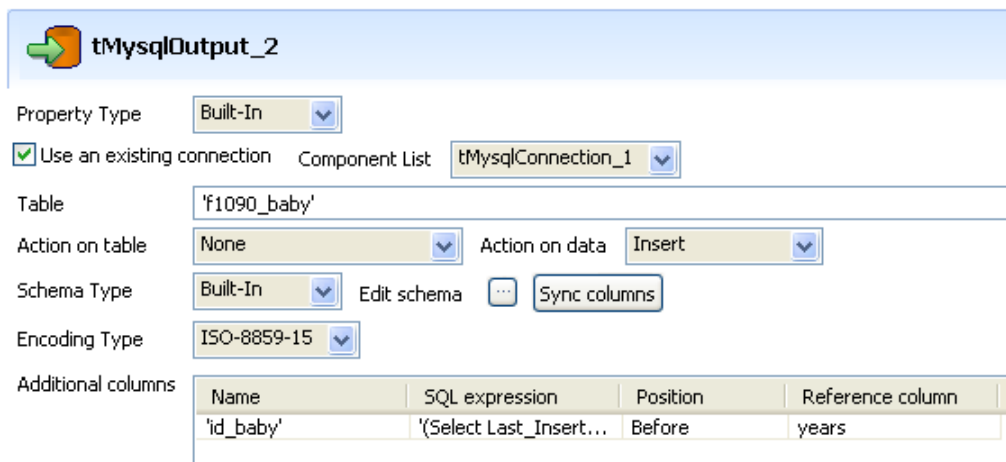 tMysqlOutput_2
Property Type Built-In
Use an existing connection Component List tMysqlConnection_1
Table 'f1090_baby'
Action on table None Action on data Insert
Schema Type Built-In Edit schema ... Sync columns
Encoding Type ISO-8859-15
Additional columns Name SQL expression Position Reference column
'id_baby' '(Select Last_Insert... Before years